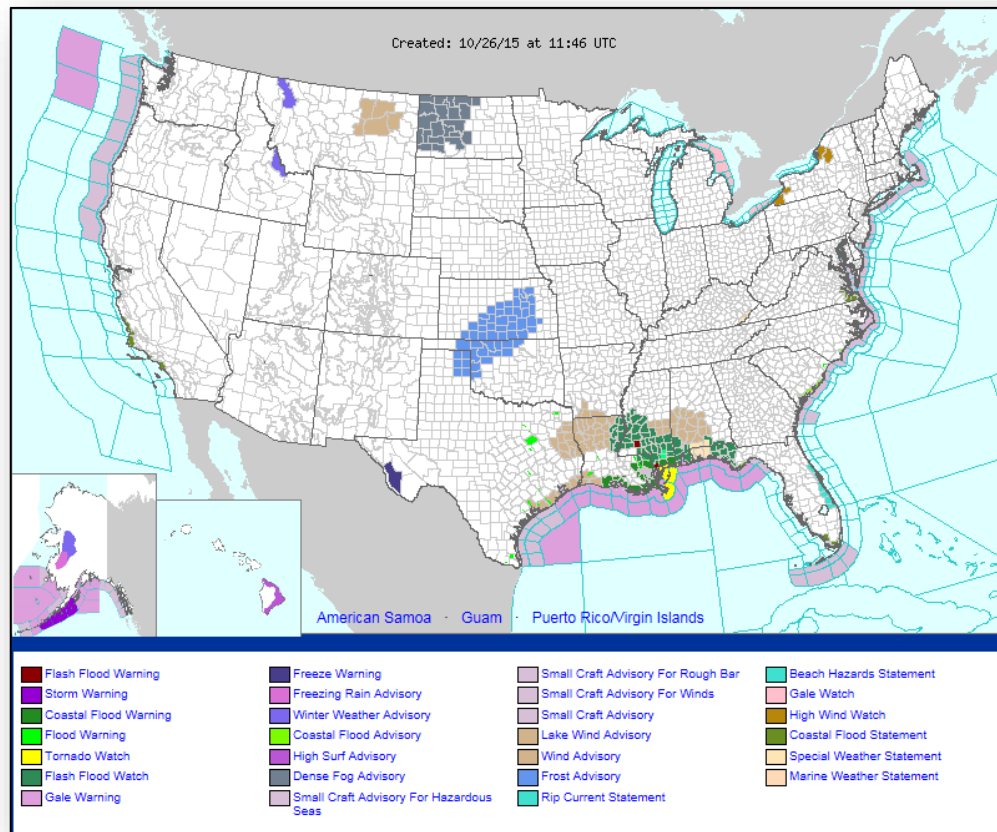 Created: 10/26/15 at 11:46 UTC
American Samoa · Guam · Puerto Rico/Virgin Islands
Flash Flood Warning
Storm Warning
Coastal Flood Warning
Flood Warning
Tornado Watch
Flash Flood Watch
Gale Warning
Freeze Warning
Freezing Rain Advisory
Winter Weather Advisory
Coastal Flood Advisory
High Surf Advisory
Dense Fog Advisory
Small Craft Advisory For Hazardous
Seas
Small Craft Advisory For Rough Bar
Small Craft Advisory For Winds
Small Craft Advisory
Lake Wind Advisory
Wind Advisory
Frost Advisory
Rip Current Statement
Beach Hazards Statement
Gale Watch
High Wind Watch
Coastal Flood Statement
Special Weather Statement
Marine Weather Statement